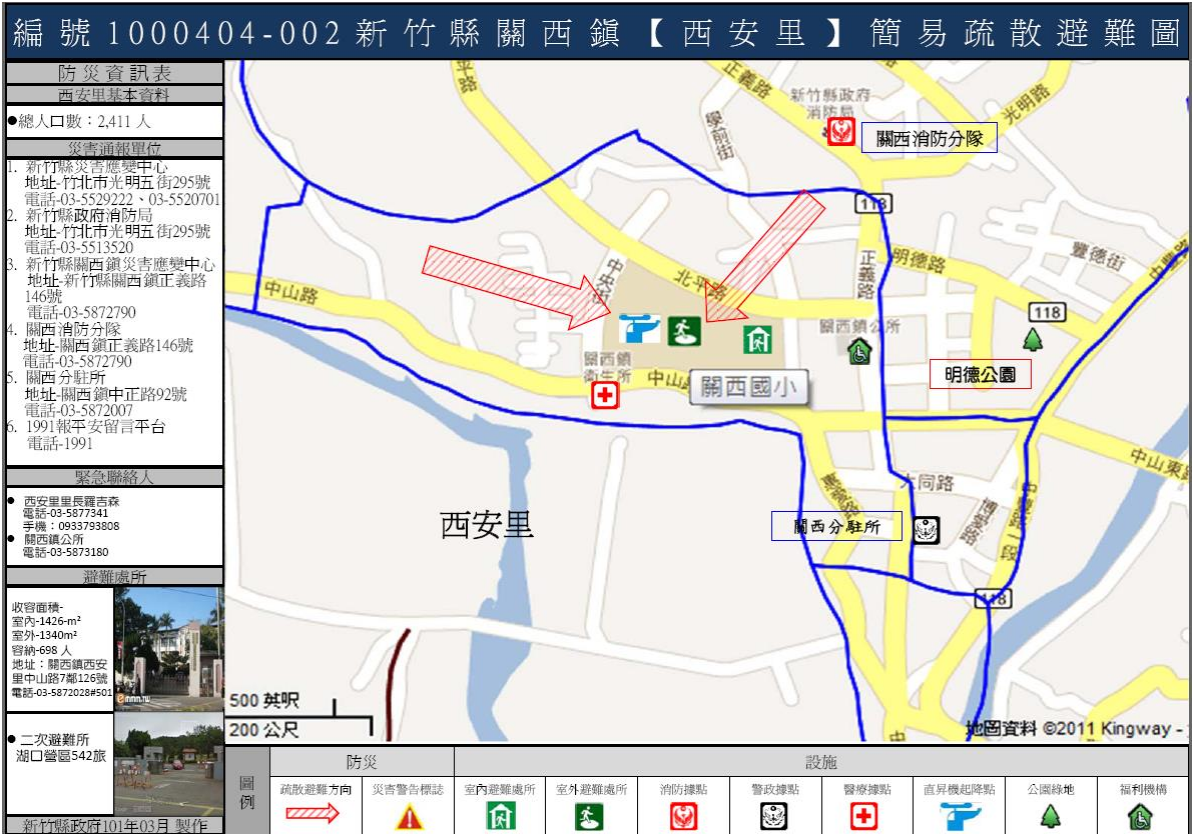 編號1000404-002新竹縣關西鎮【西安里】簡易疏散避難圖
防災資訊表
西安里基本資料
●總人口數：2,411 人
災害通報單位
1. 新竹縣災害應變中心
地址-竹北市光明五街295號
電話-03-5529222、03-5520701
2. 新竹縣政府消防局
地址-竹北市光明五街295號
電話-03-5513520
3. 新竹縣關西鎮災害應變中心
地址-新竹縣關西鎮正義路
146號
電話-03-5872790
4. 關西消防分隊
地址-關西鎮正義路146號
電話-03-5872790
5. 關西分駐所
地址-關西鎮中正路92號
電話-03-5872007
6. 1991報平安留言平台
電話-1991
緊急聯絡人
● 西安里里長羅吉森
電話-03-5877341
手機：0933793808
● 關西鎮公所
電話-03-5873180
避難處所
收容面積-
室內-1426-m²
室外-1340m²
容納-698 人
地址：關西鎮西安
里中山路7鄰126號
電話-03-5872028#501
● 二次避難所
湖口營區542旅
新竹縣政府101年03月 製作
平路
正義路
新竹縣政府
消防局
光明路
學前街
關西消防分隊
118
中央街
北平路
正義路
明德路
豐德街
中豐路
中山路
118
關西鎮公所
關西鎮
衛生所
中山路
關西國小
明德公園
中山東路
大同路
博愛路
西安里
關西分駐所
118
中
500 英呎
200 公尺
地圖資料 ©2011 Kingway -
圖例
防災
設施
疏散避難方向
災害警告標誌
室內避難處所
室外避難處所
消防據點
警政據點
醫療據點
直昇機起降點
公園綠地
福利機構